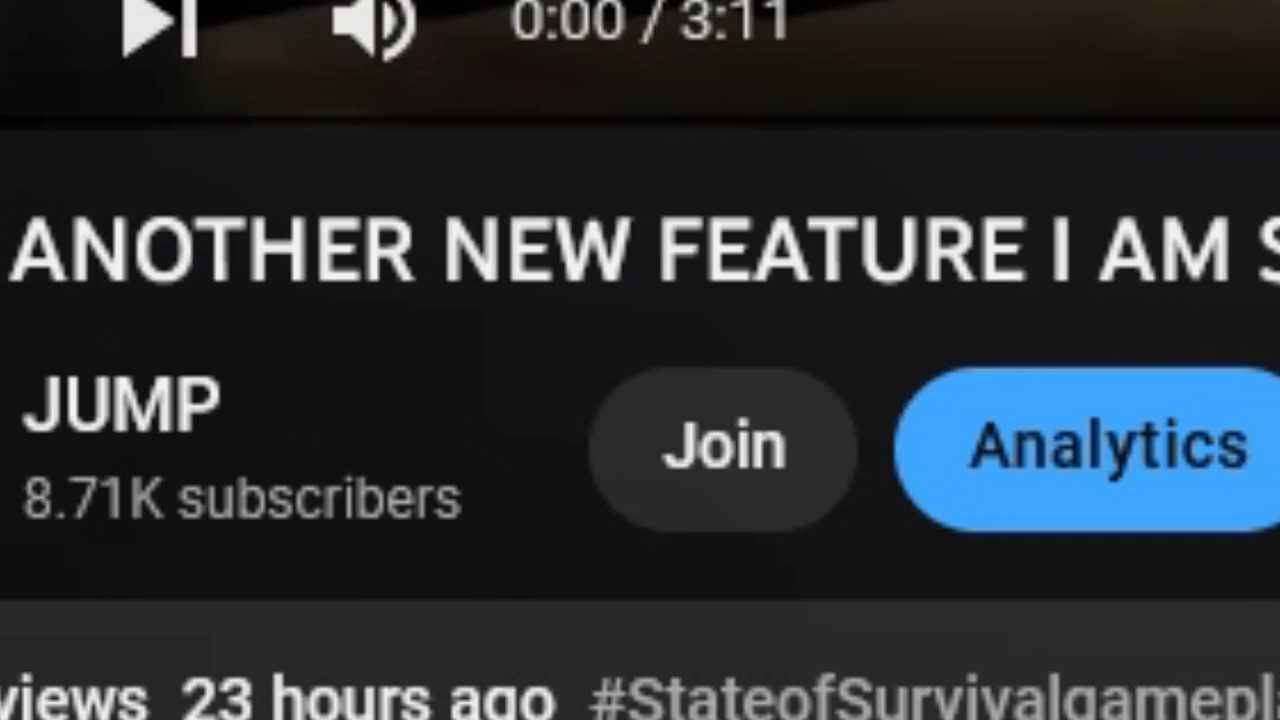 0:00 / 3:11
ANOTHER NEW FEATURE I AM
JUMP
8.71K subscribers
Join
Analytics
views 23 hours ago